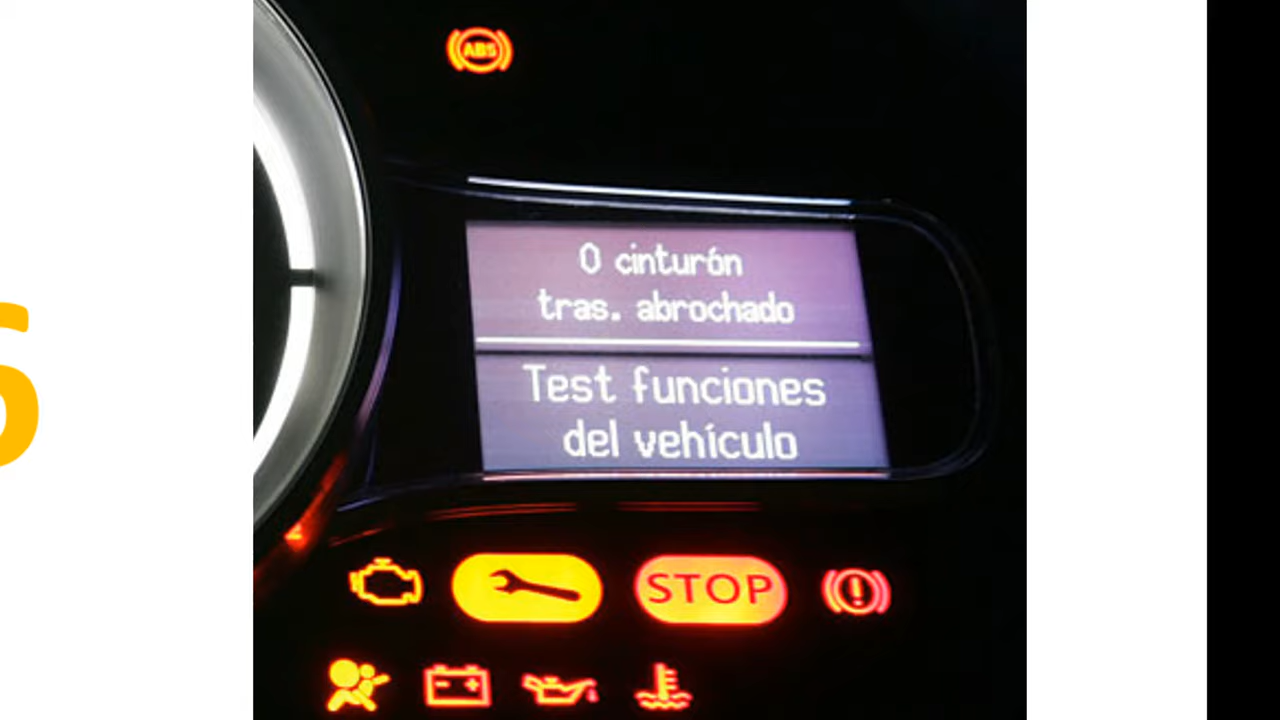 ABS
0 cinturón
tras. abrochado
Test funciones
del vehículo
STOP